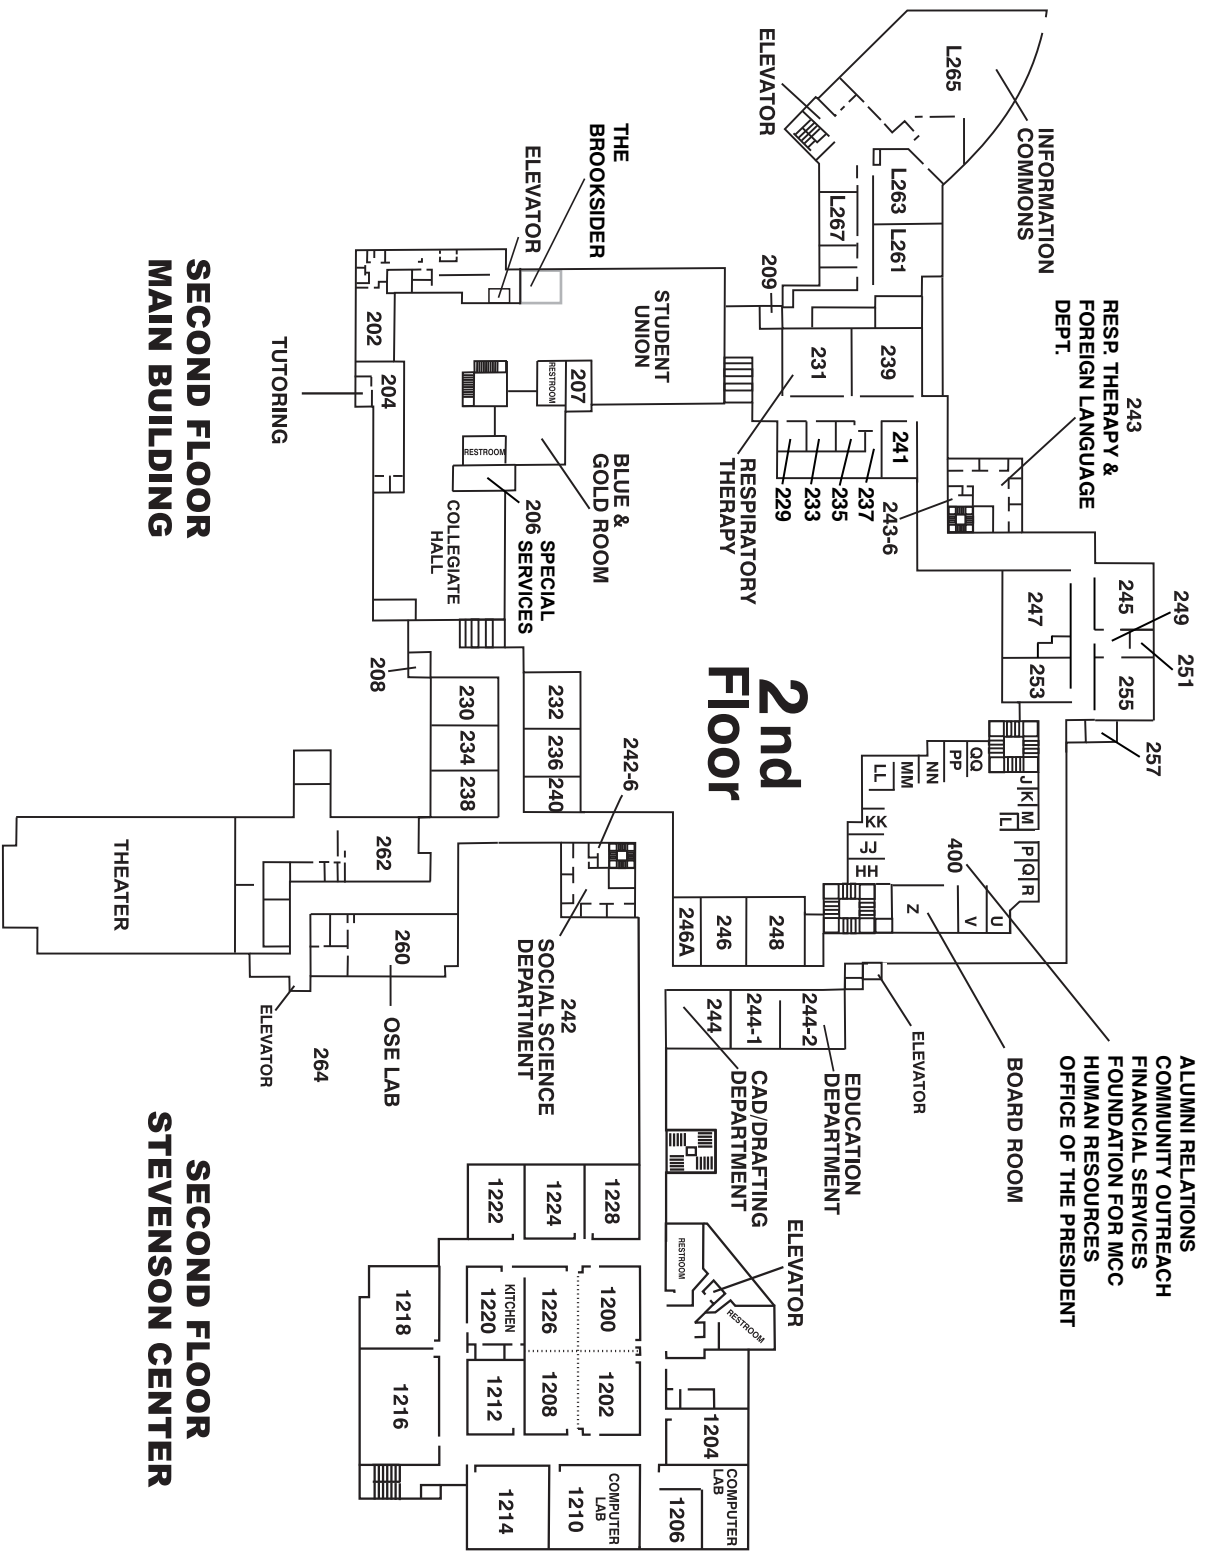 2nd
Floor
INFORMATION
COMMONS
L265
ELEVATOR
L263
L261
L267
209
RESP. THERAPY &
FOREIGN LANGUAGE
DEPT.
243
239
231
241
237
235
233
229
243-6
RESPIRATORY
THERAPY
245
249
251
247
253
255
257
THE
BROOKSIDER
ELEVATOR
STUDENT
UNION
207
RESTROOM
RESTROOM
BLUE &
GOLD ROOM
206 SPECIAL
SERVICES
202
204
TUTORING
COLLEGIATE
HALL
SECOND FLOOR
MAIN BUILDING
208
230
234
238
232
236
240
242-6
QQ
PP
NN
MM
LL
KK
JJ
HH
J
K
M
L
P
Q
R
400
U
V
Z
ALUMNI RELATIONS
COMMUNITY OUTREACH
FINANCIAL SERVICES
FOUNDATION FOR MCC
HUMAN RESOURCES
OFFICE OF THE PRESIDENT
BOARD ROOM
ELEVATOR
248
246
246A
244-2
244-1
244
EDUCATION
DEPARTMENT
CAD/DRAFTING
DEPARTMENT
242
SOCIAL SCIENCE
DEPARTMENT
262
260
THEATER
OSE LAB
264
ELEVATOR
ELEVATOR
RESTROOM
RESTROOM
1228
1224
1222
1200
1226
KITCHEN
1220
1218
1202
1208
1212
1216
1204
COMPUTER
LAB
1206
COMPUTER
LAB
1210
1214
SECOND FLOOR
STEVENSON CENTER